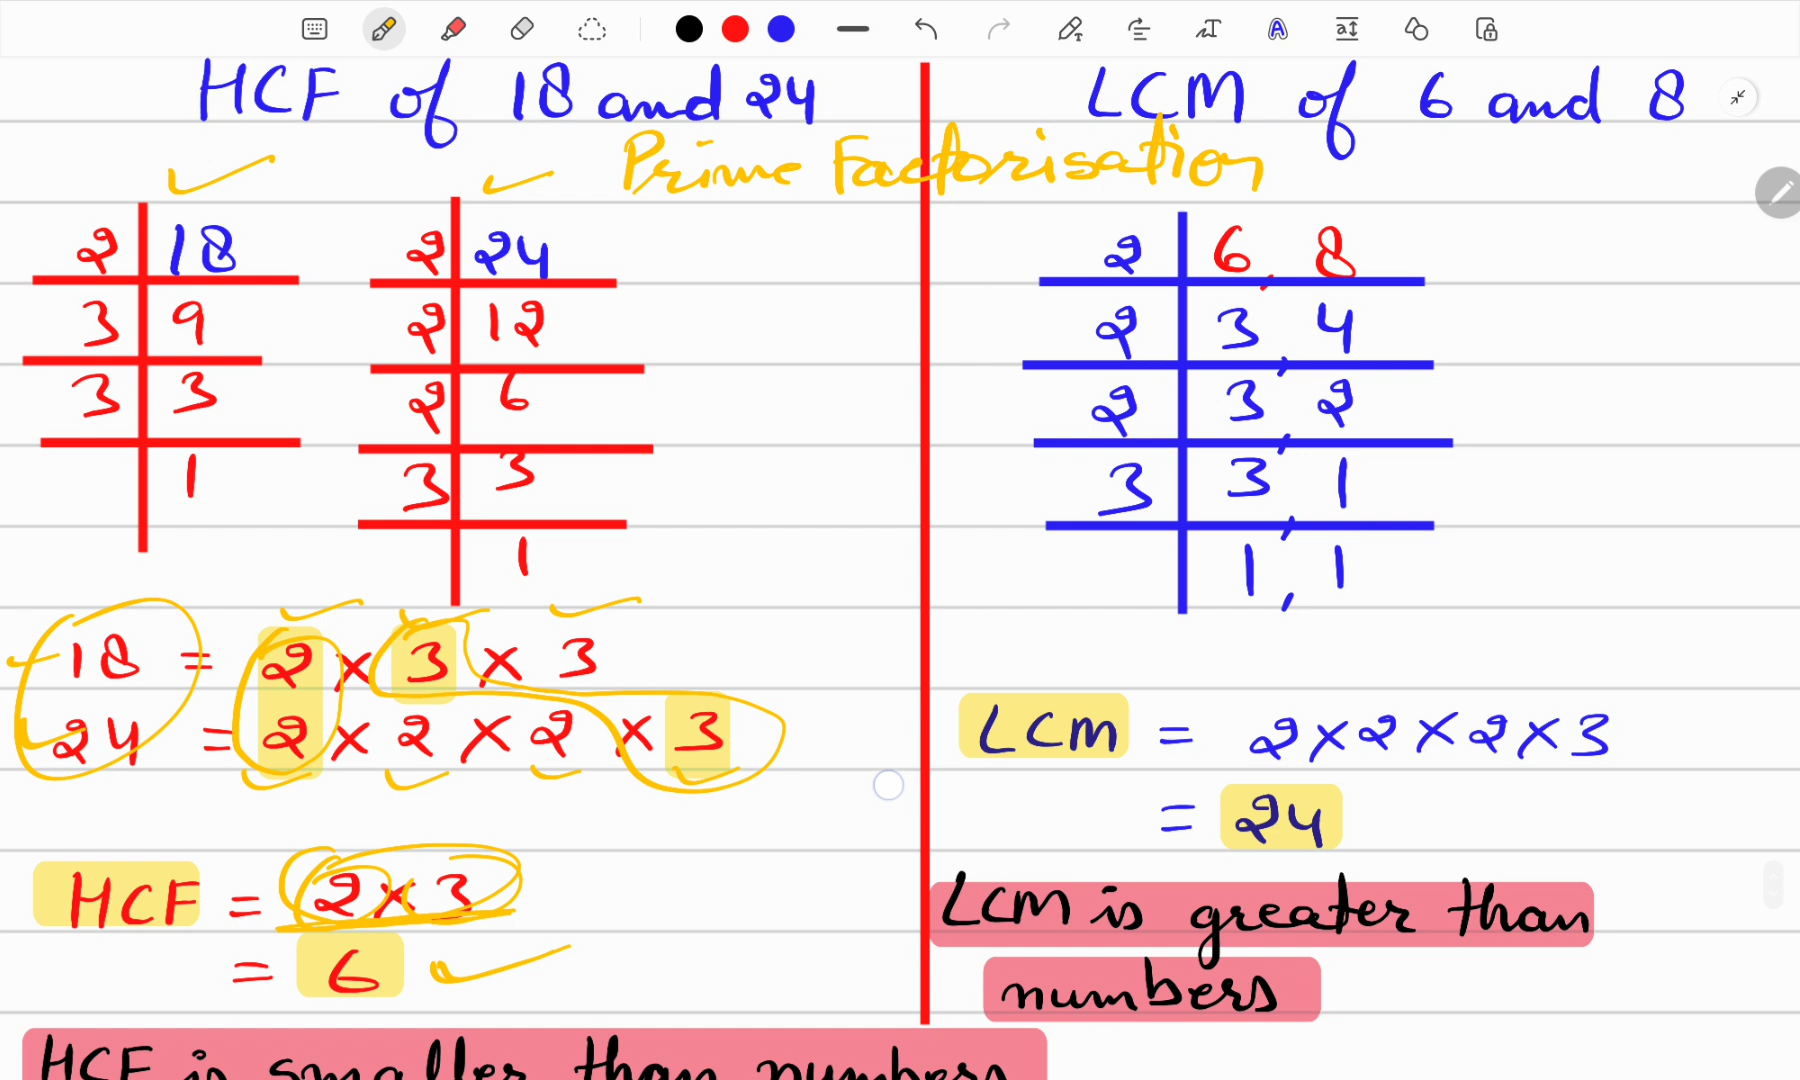 HCF of 18 and 24
Prime Factorisation
2 18
3 9
3 3
1
2 24
2 12
2 6
3 3
1
18 = 2 × 3 × 3
24 = 2 × 2 × 2 × 3
HCF = 2 × 3
= 6
HCF is smaller than numbers
LCM of 6 and 8
2 6, 8
2 3, 4
2 3, 2
3 3, 1
1, 1
LCM = 2 × 2 × 2 × 3
= 24
LCM is greater than
numbers